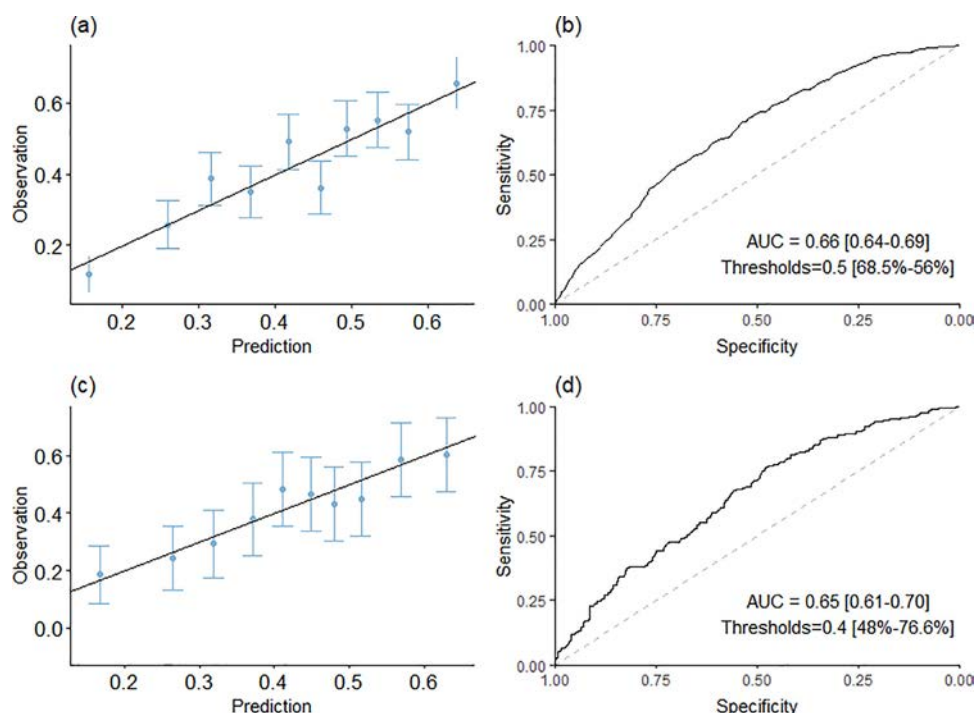 (a)
Observation
0.6
0.4
0.2
0.2 0.3 0.4 0.5 0.6
Prediction
(b)
Sensitivity
1.00
0.75
0.50
0.25
0.00
AUC = 0.66 [0.64-0.69]
Thresholds=0.5 [68.5%-56%]
1.00 0.75 0.50 0.25 0.00
Specificity
(c)
Observation
0.6
0.4
0.2
0.0
0.2 0.3 0.4 0.5 0.6
Prediction
(d)
Sensitivity
1.00
0.75
0.50
0.25
0.00
AUC = 0.65 [0.61-0.70]
Thresholds=0.4 [48%-76.6%]
1.00 0.75 0.50 0.25 0.00
Specificity